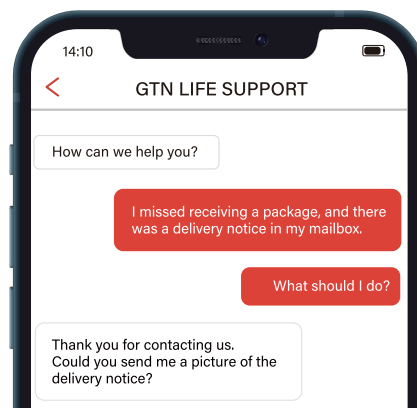 14:10
GTN LIFE SUPPORT
How can we help you?
I missed receiving a package, and there
was a delivery notice in my mailbox.
What should I do?
Thank you for contacting us.
Could you send me a picture of the
delivery notice?